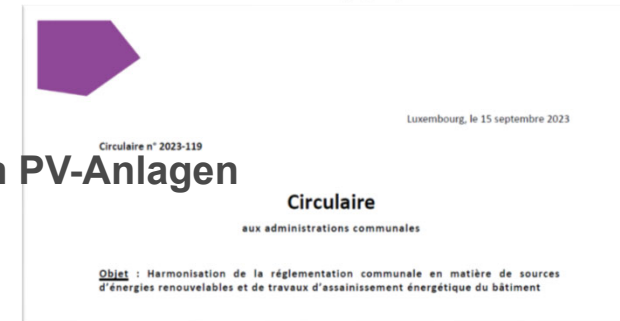 Luxembourg, le 15 septembre 2023
Circulaire n° 2023-119
PV-Anlagen
Circulaire
aux administrations communales
Objet : Harmonisation de la réglementation communale en matière de sources
d'énergies renouvelables et de travaux d'assainissement énergétique du bâtiment